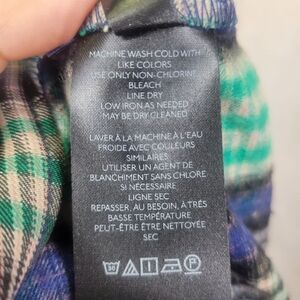 MACHINE WASH COLD WITH
LIKE COLORS
USE ONLY NON-CHLORINE
BLEACH
LINE DRY
LOW IRON AS NEEDED
MAY BE DRY CLEANED
LAVER À LA MACHINE À L'EAU
FROIDE AVEC COULEURS
SIMILAIRES
UTILISER UN AGENT DE
BLANCHIMENT SANS CHLORE
SI NÉCESSAIRE
LIGNE SEC
REPASSER, AU BESOIN, À TRÈS
BASSE TEMPÉRATURE
PEUT-ÊTRE ÊTRE NETTOYÉE
SEC
30 P